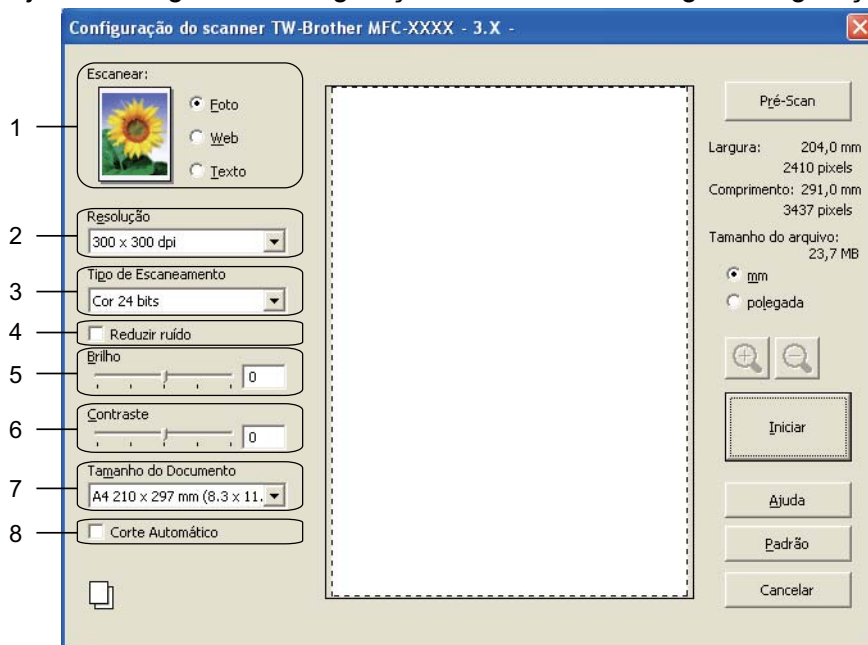 Configuração do scanner TW-Brother MFC-XXXX - 3.X -
1
Escanear:
Foto
Web
Texto
2
Resolução
300 x 300 dpi
3
Tipo de Escaneamento
Cor 24 bits
4
Reduzir ruído
5
Brilho
0
6
Contraste
0
7
Tamanho do Documento
A4 210 x 297 mm (8.3 x 11.
8
Corte Automático
Pré-Scan
Largura: 204,0 mm
2410 pixels
Comprimento: 291,0 mm
3437 pixels
Tamanho do arquivo:
23,7 MB
mm
polegada
Iniciar
Ajuda
Padrão
Cancelar